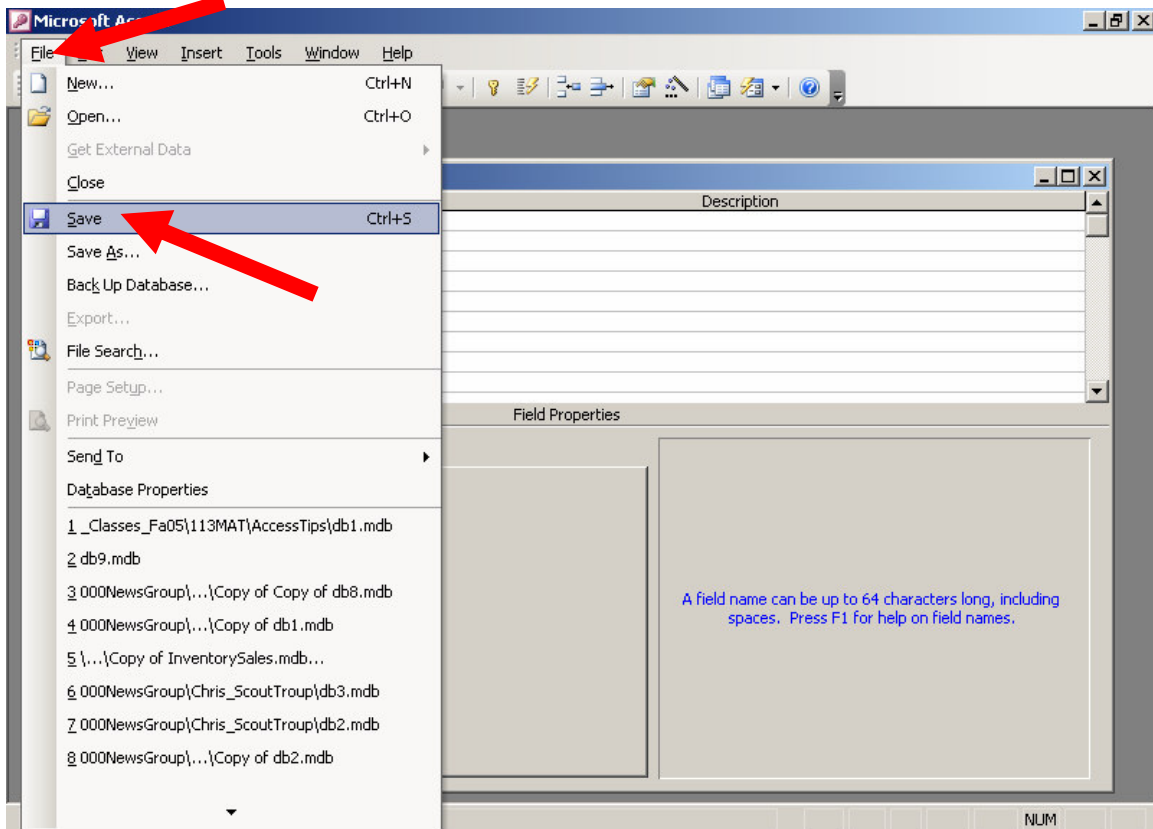 Microsoft
File View Insert Tools Window Help
New... Ctrl+N
Open... Ctrl+O
Get External Data
Close
Description
Save Ctrl+S
Save As...
Back Up Database...
Export...
File Search...
Page Setup...
Field Properties
Print Preview
Send To
Database Properties
1 _Classes_Fa05\113MAT\AccessTips\db1.mdb
2 db9.mdb
3 000NewsGroup\...\Copy of Copy of db8.mdb
4 000NewsGroup\...\Copy of db1.mdb
5 \...\Copy of InventorySales.mdb...
6 000NewsGroup\Chris_ScoutTroup\db3.mdb
7 000NewsGroup\Chris_ScoutTroup\db2.mdb
8 000NewsGroup\...\Copy of db2.mdb
A field name can be up to 64 characters long, including
spaces. Press F1 for help on field names.
NUM